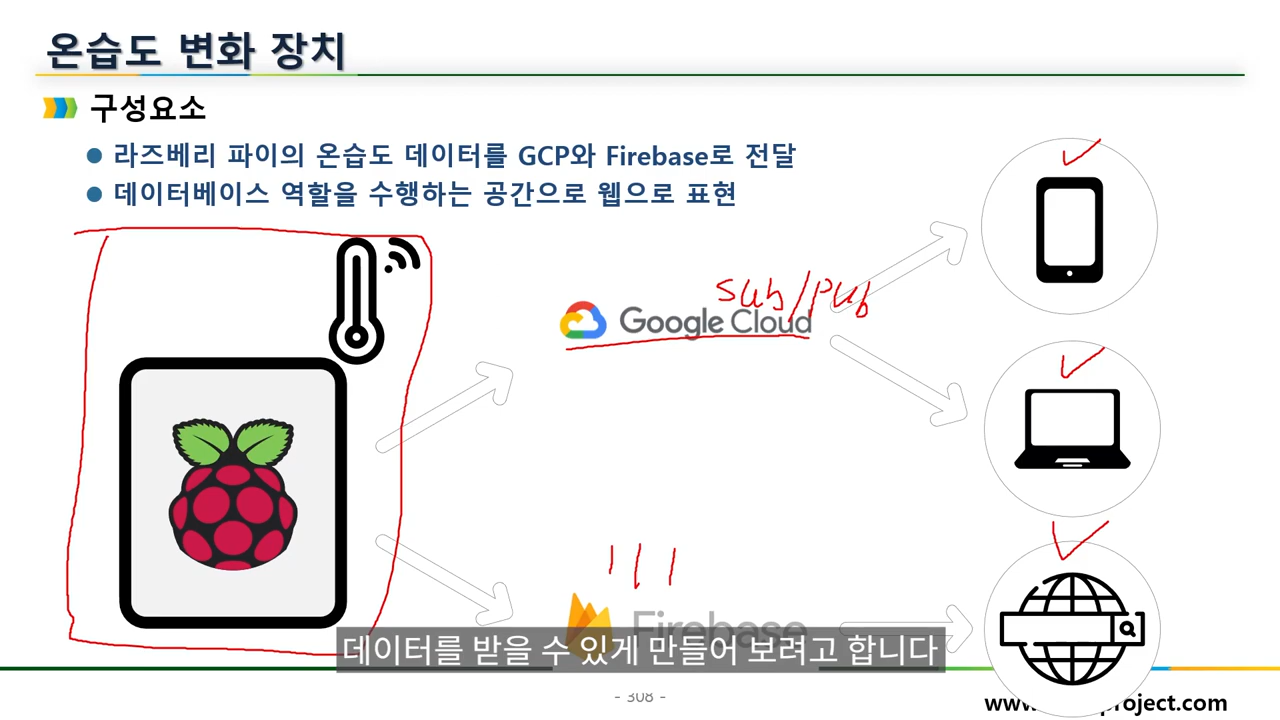 온습도 변화 장치
구성요소
라즈베리 파이의 온습도 데이터를 GCP와 Firebase로 전달
데이터베이스 역할을 수행하는 공간으로 웹으로 표현
sub/pub
Google Cloud
Firebase
데이터를 받을 수 있게 만들어 보려고 합니다
- 308 -